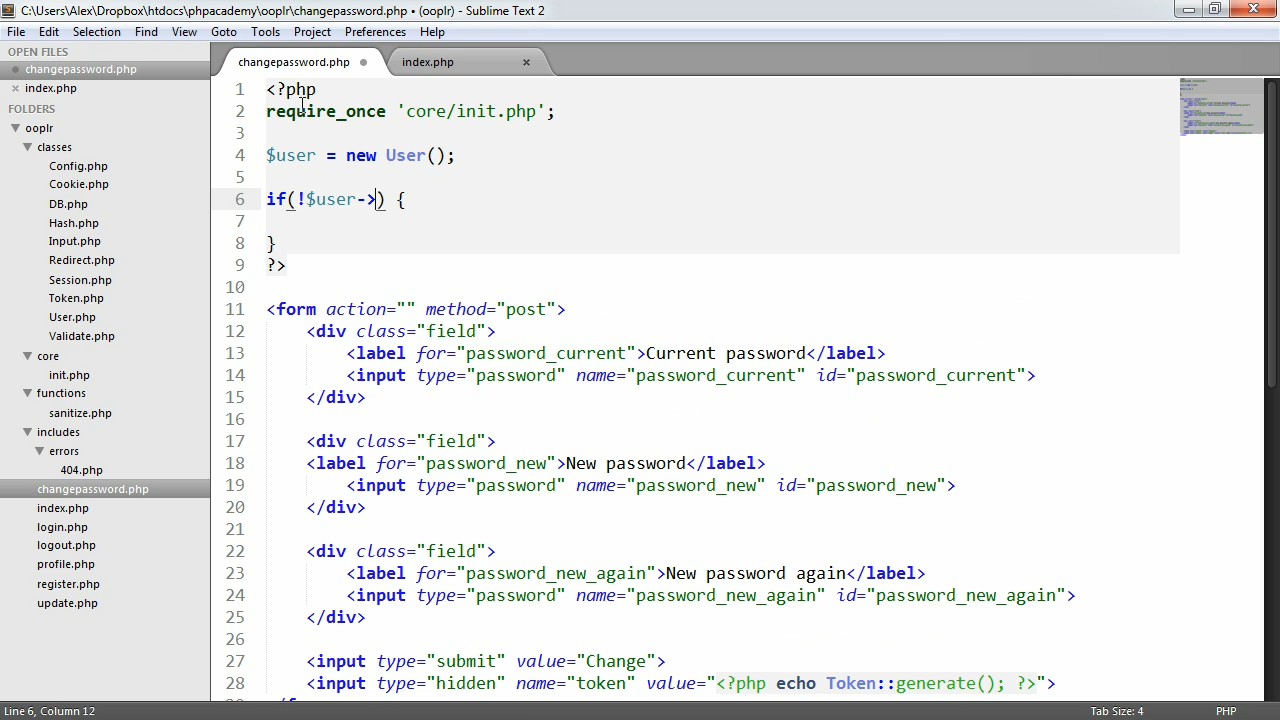 C:\Users\Alex\Dropbox\htdocs\phpacademy\ooplr\changepassword.php • (ooplr) - Sublime Text 2
File Edit Selection Find View Goto Tools Project Preferences Help
OPEN FILES
changepassword.php
index.php
FOLDERS
ooplr
classes
Config.php
Cookie.php
DB.php
Hash.php
Input.php
Redirect.php
Session.php
Token.php
User.php
Validate.php
core
init.php
functions
sanitize.php
includes
errors
404.php
changepassword.php
index.php
login.php
logout.php
profile.php
register.php
update.php
changepassword.php index.php
1 <?php
2 require_once 'core/init.php';
3
4 $user = new User();
5
6 if(!$user->) {
7
8 }
9 ?>
10
11 <form action="" method="post">
12 <div class="field">
13 <label for="password_current">Current password</label>
14 <input type="password" name="password_current" id="password_current">
15 </div>
16
17 <div class="field">
18 <label for="password_new">New password</label>
19 <input type="password" name="password_new" id="password_new">
20 </div>
21
22 <div class="field">
23 <label for="password_new_again">New password again</label>
24 <input type="password" name="password_new_again" id="password_new_again">
25 </div>
26
27 <input type="submit" value="Change">
28 <input type="hidden" name="token" value="<?php echo Token::generate(); ?>">
Line 6, Column 12 Tab Size: 4 PHP